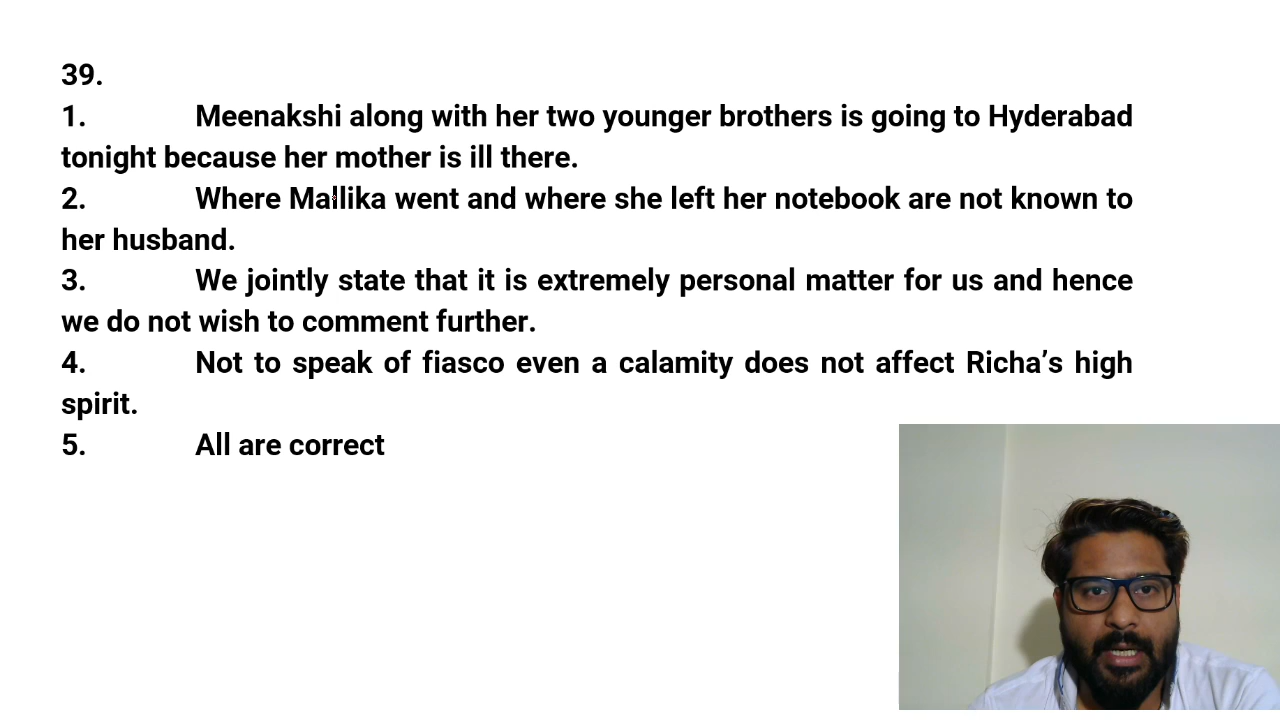 39.
1. Meenakshi along with her two younger brothers is going to Hyderabad
tonight because her mother is ill there.
2. Where Mallika went and where she left her notebook are not known to
her husband.
3. We jointly state that it is extremely personal matter for us and hence
we do not wish to comment further.
4. Not to speak of fiasco even a calamity does not affect Richa’s high
spirit.
5. All are correct